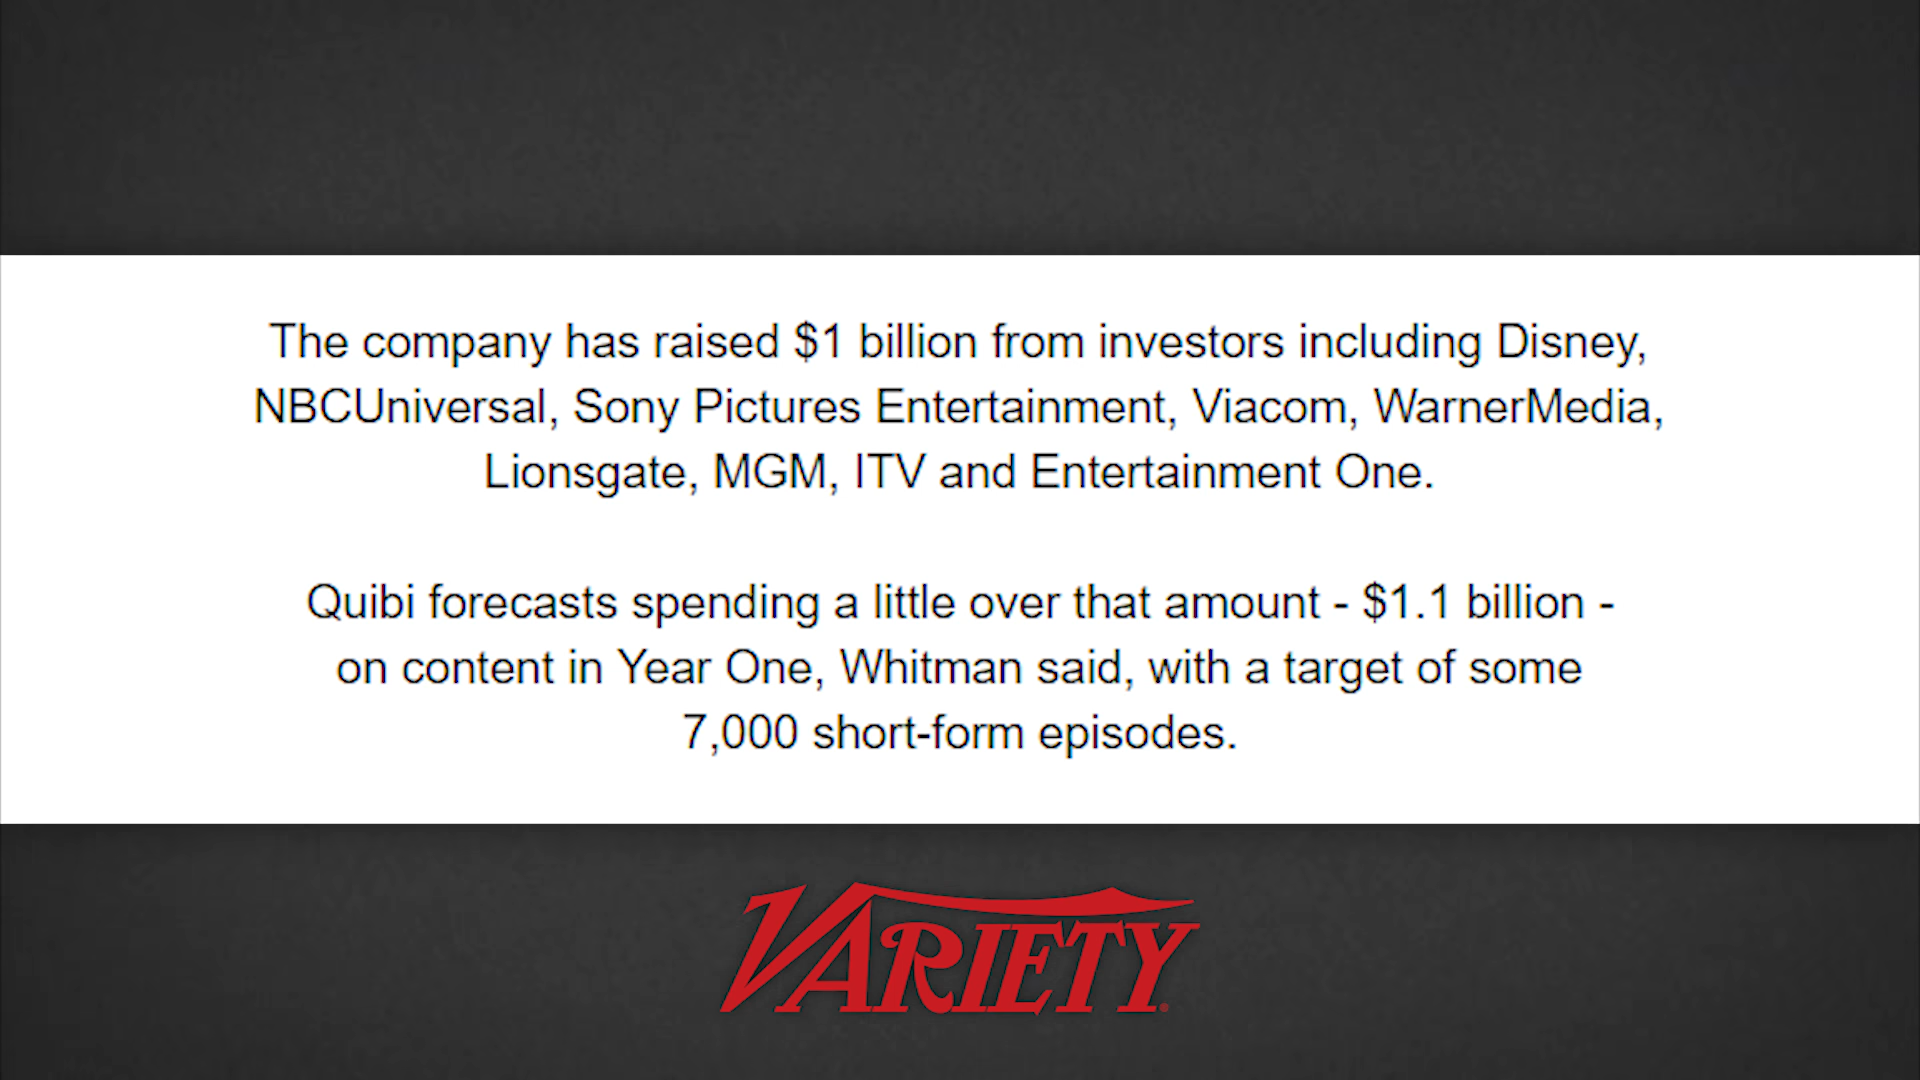 The company has raised $1 billion from investors including Disney,
NBCUniversal, Sony Pictures Entertainment, Viacom, WarnerMedia,
Lionsgate, MGM, ITV and Entertainment One.
Quibi forecasts spending a little over that amount - $1.1 billion -
on content in Year One, Whitman said, with a target of some
7,000 short-form episodes.
VARIETY